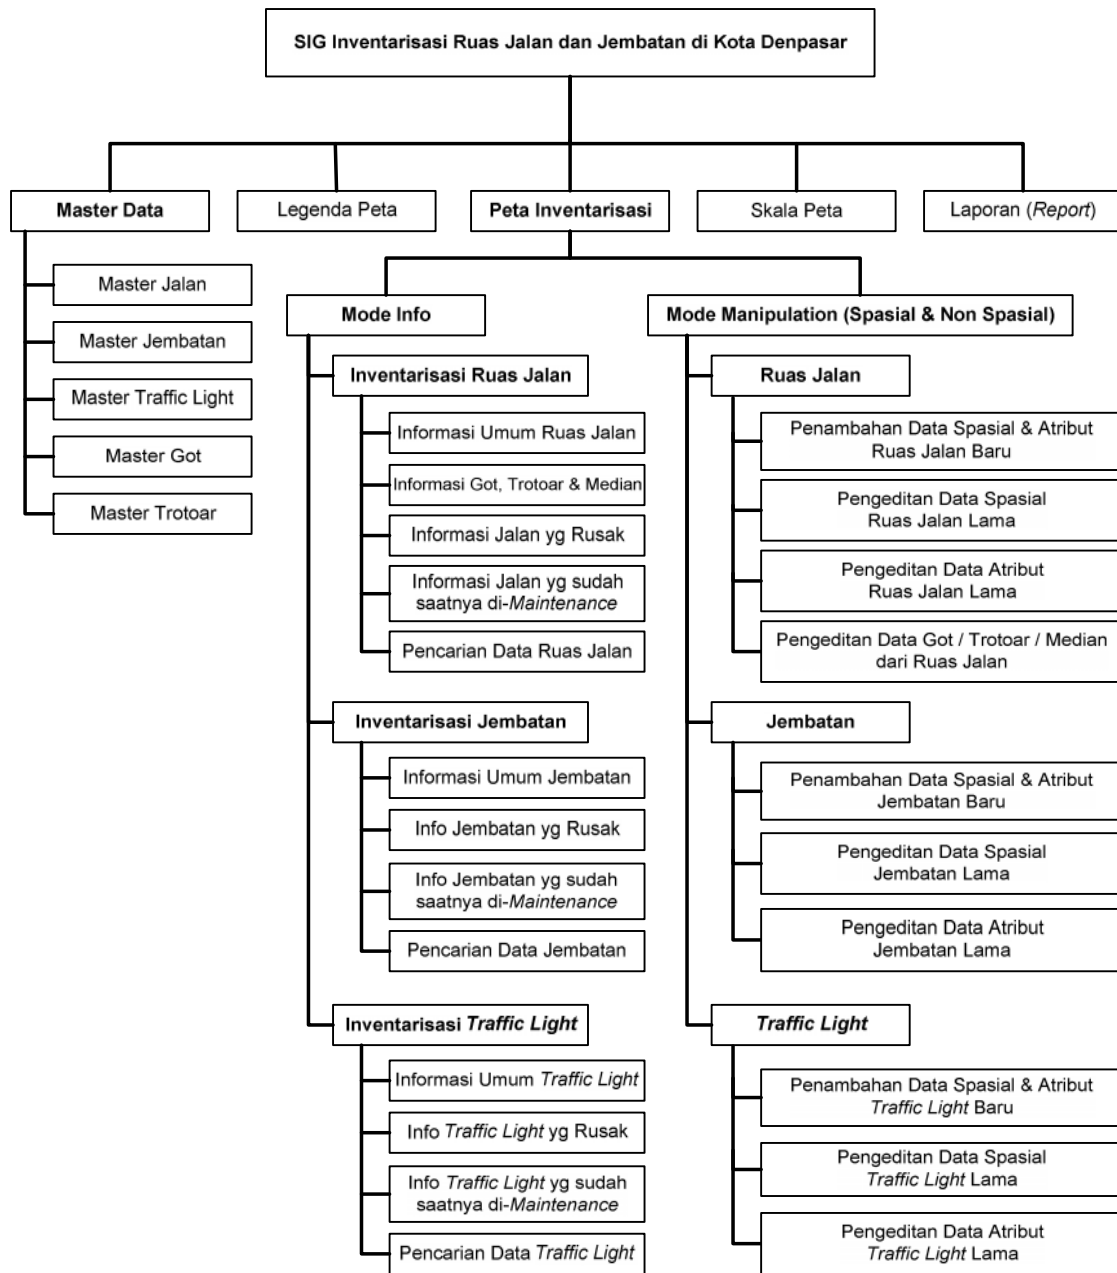 SIG Inventarisasi Ruas Jalan dan Jembatan di Kota Denpasar
Master Data
Legenda Peta
Peta Inventarisasi
Skala Peta
Laporan (Report)
Master Jalan
Master Jembatan
Master Traffic Light
Master Got
Master Trotoar
Mode Info
Inventarisasi Ruas Jalan
Informasi Umum Ruas Jalan
Informasi Got, Trotoar & Median
Informasi Jalan yg Rusak
Informasi Jalan yg sudah
saatnya di-Maintenance
Pencarian Data Ruas Jalan
Inventarisasi Jembatan
Informasi Umum Jembatan
Info Jembatan yg Rusak
Info Jembatan yg sudah
saatnya di-Maintenance
Pencarian Data Jembatan
Inventarisasi Traffic Light
Informasi Umum Traffic Light
Info Traffic Light yg Rusak
Info Traffic Light yg sudah
saatnya di-Maintenance
Pencarian Data Traffic Light
Mode Manipulation (Spasial & Non Spasial)
Ruas Jalan
Penambahan Data Spasial & Atribut
Ruas Jalan Baru
Pengeditan Data Spasial
Ruas Jalan Lama
Pengeditan Data Atribut
Ruas Jalan Lama
Pengeditan Data Got / Trotoar / Median
dari Ruas Jalan
Jembatan
Penambahan Data Spasial & Atribut
Jembatan Baru
Pengeditan Data Spasial
Jembatan Lama
Pengeditan Data Atribut
Jembatan Lama
Traffic Light
Penambahan Data Spasial & Atribut
Traffic Light Baru
Pengeditan Data Spasial
Traffic Light Lama
Pengeditan Data Atribut
Traffic Light Lama